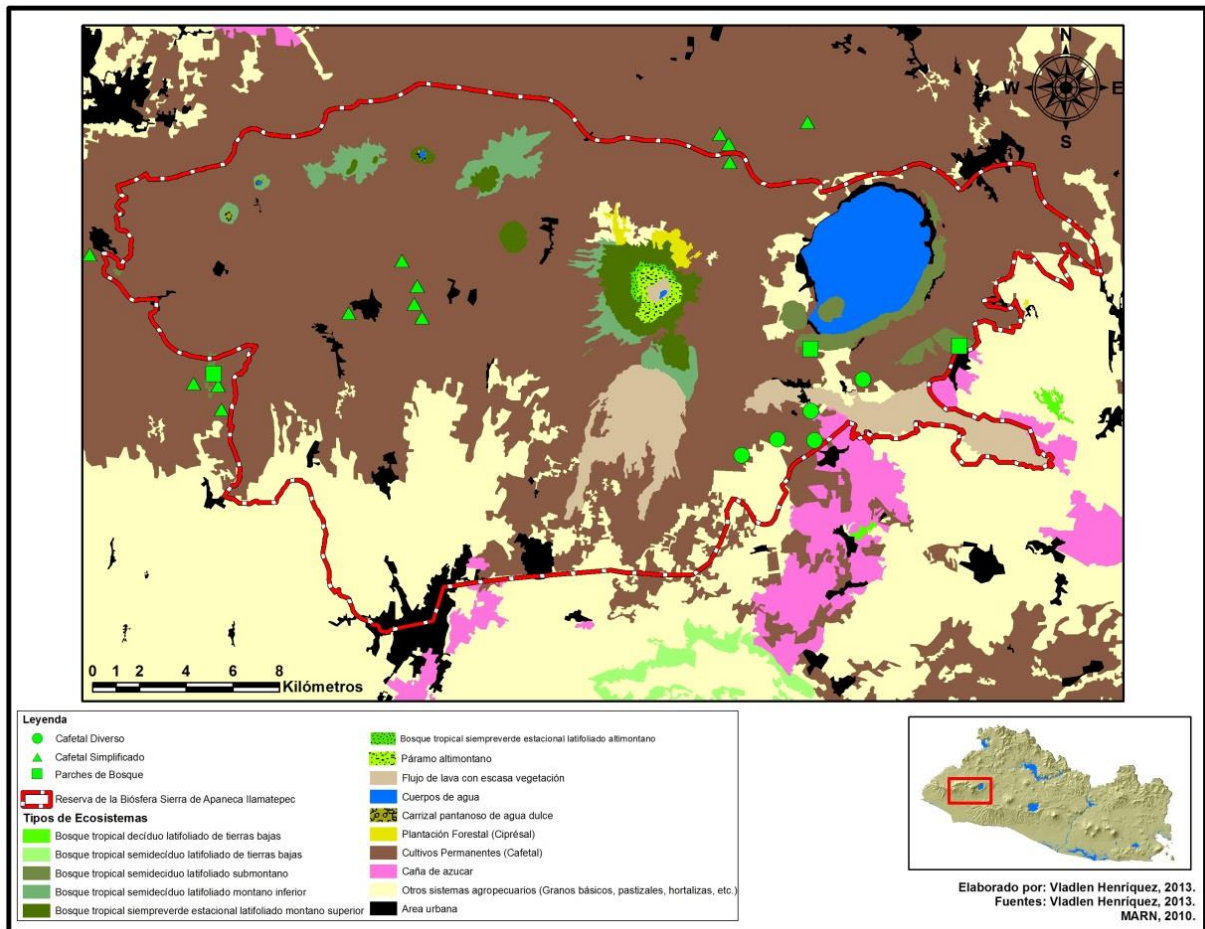 N
W
E
S
0 1 2 4 6 8
Kilómetros
Leyenda
Cafetal Diverso
Cafetal Simplificado
Parches de Bosque
Reserva de la Biósfera Sierra de Apaneca Ilamatepec
Tipos de Ecosistemas
Bosque tropical decíduo latifoliado de tierras bajas
Bosque tropical semidecíduo latifoliado de tierras bajas
Bosque tropical semideciduo latifoliado submontano
Bosque tropical semidecíduo latifoliado montano inferior
Bosque tropical siempreverde estacional latifoliado montano superior
Bosque tropical siempreverde estacional latifoliado altimontano
Páramo altimontano
Flujo de lava con escasa vegetación
Cuerpos de agua
Carrizal pantanoso de agua dulce
Plantación Forestal (Ciprésal)
Cultivos Permanentes (Cafetal)
Caña de azucar
Otros sistemas agropecuarios (Granos básicos, pastizales, hortalizas, etc.)
Area urbana
Elaborado por: Vladlen Henríquez, 2013.
Fuentes: Vladlen Henríquez, 2013.
MARN, 2010.